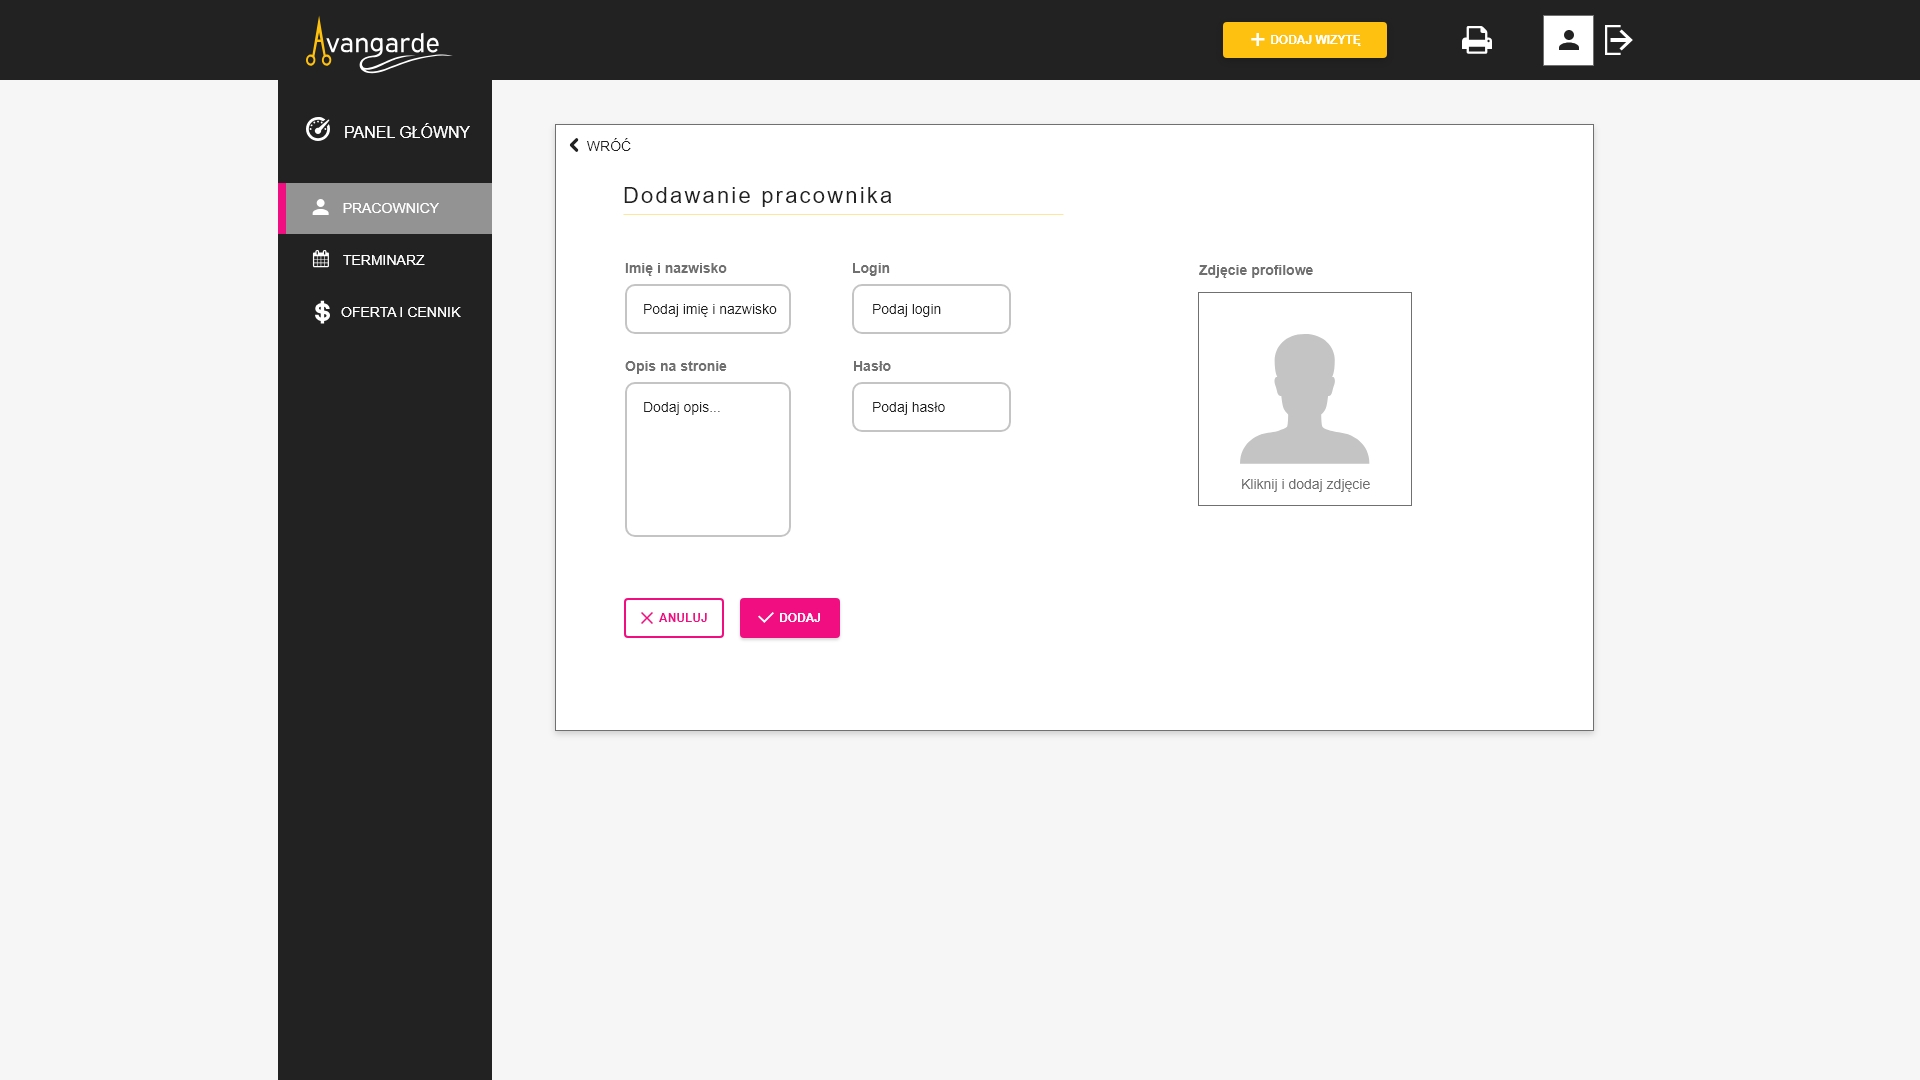 Avangarde
DODAJ WIZYTĘ
PANEL GŁÓWNY
PRACOWNICY
TERMINARZ
OFERTA I CENNIK
WRÓĆ
Dodawanie pracownika
Imię i nazwisko
Podaj imię i nazwisko
Login
Podaj login
Opis na stronie
Dodaj opis...
Hasło
Podaj hasło
Zdjęcie profilowe
Kliknij i dodaj zdjęcie
ANULUJ
DODAJ